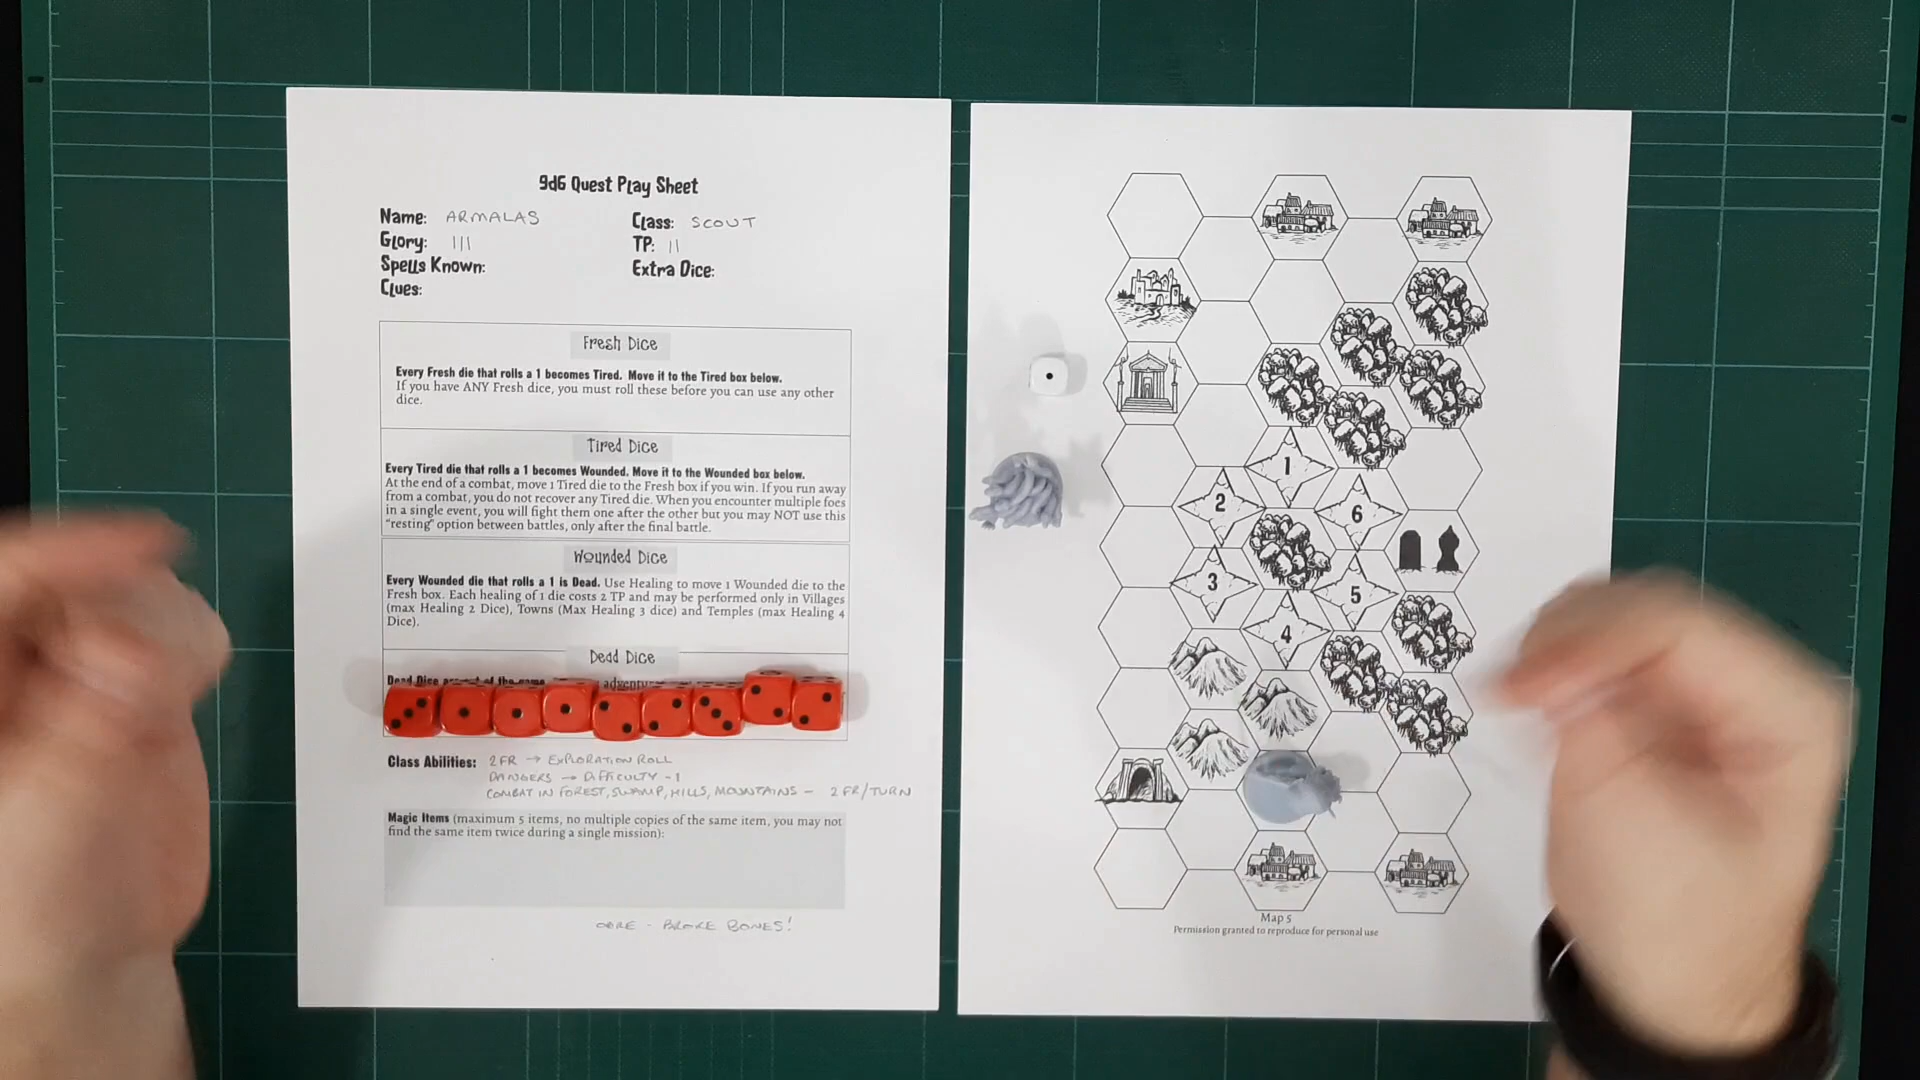 9d6 Quest Play Sheet
Name: ARMALAS Class: SCOUT
Glory: III TP: II
Spells Known: Extra Dice:
Clues:
Fresh Dice
Every Fresh die that rolls a 1 becomes Tired. Move it to the Tired box below.
If you have ANY Fresh dice, you must roll these before you can use any other
dice.
Tired Dice
Every Tired die that rolls a 1 becomes Wounded. Move it to the Wounded box below.
At the end of a combat, move 1 Tired die to the Fresh box if you win. If you run away
from a combat, you do not recover any Tired die. When you encounter multiple foes
in a single event, you will fight them one after the other but you may NOT use this
"resting" option between battles, only after the final battle.
Wounded Dice
Every Wounded die that rolls a 1 is Dead. Use Healing to move 1 Wounded die to the
Fresh box. Each healing of 1 die costs 2 TP and may be performed only in Villages
(max Healing 2 Dice), Towns (Max Healing 3 dice) and Temples (max Healing 4
Dice).
Dead Dice
Dead Dice of the game
Class Abilities: 2FR → EXPLORATION ROLL
DANGERS → DIFFICULTY -1
COMBAT IN FOREST, SWAMP, HILLS, MOUNTAINS - 2FR/TURN
Magic Items (maximum 5 items, no multiple copies of the same item, you may not
find the same item twice during a single mission):
BROKE BONES!
1
2
6
3
5
4
Map 5
Permission granted to reproduce for personal use